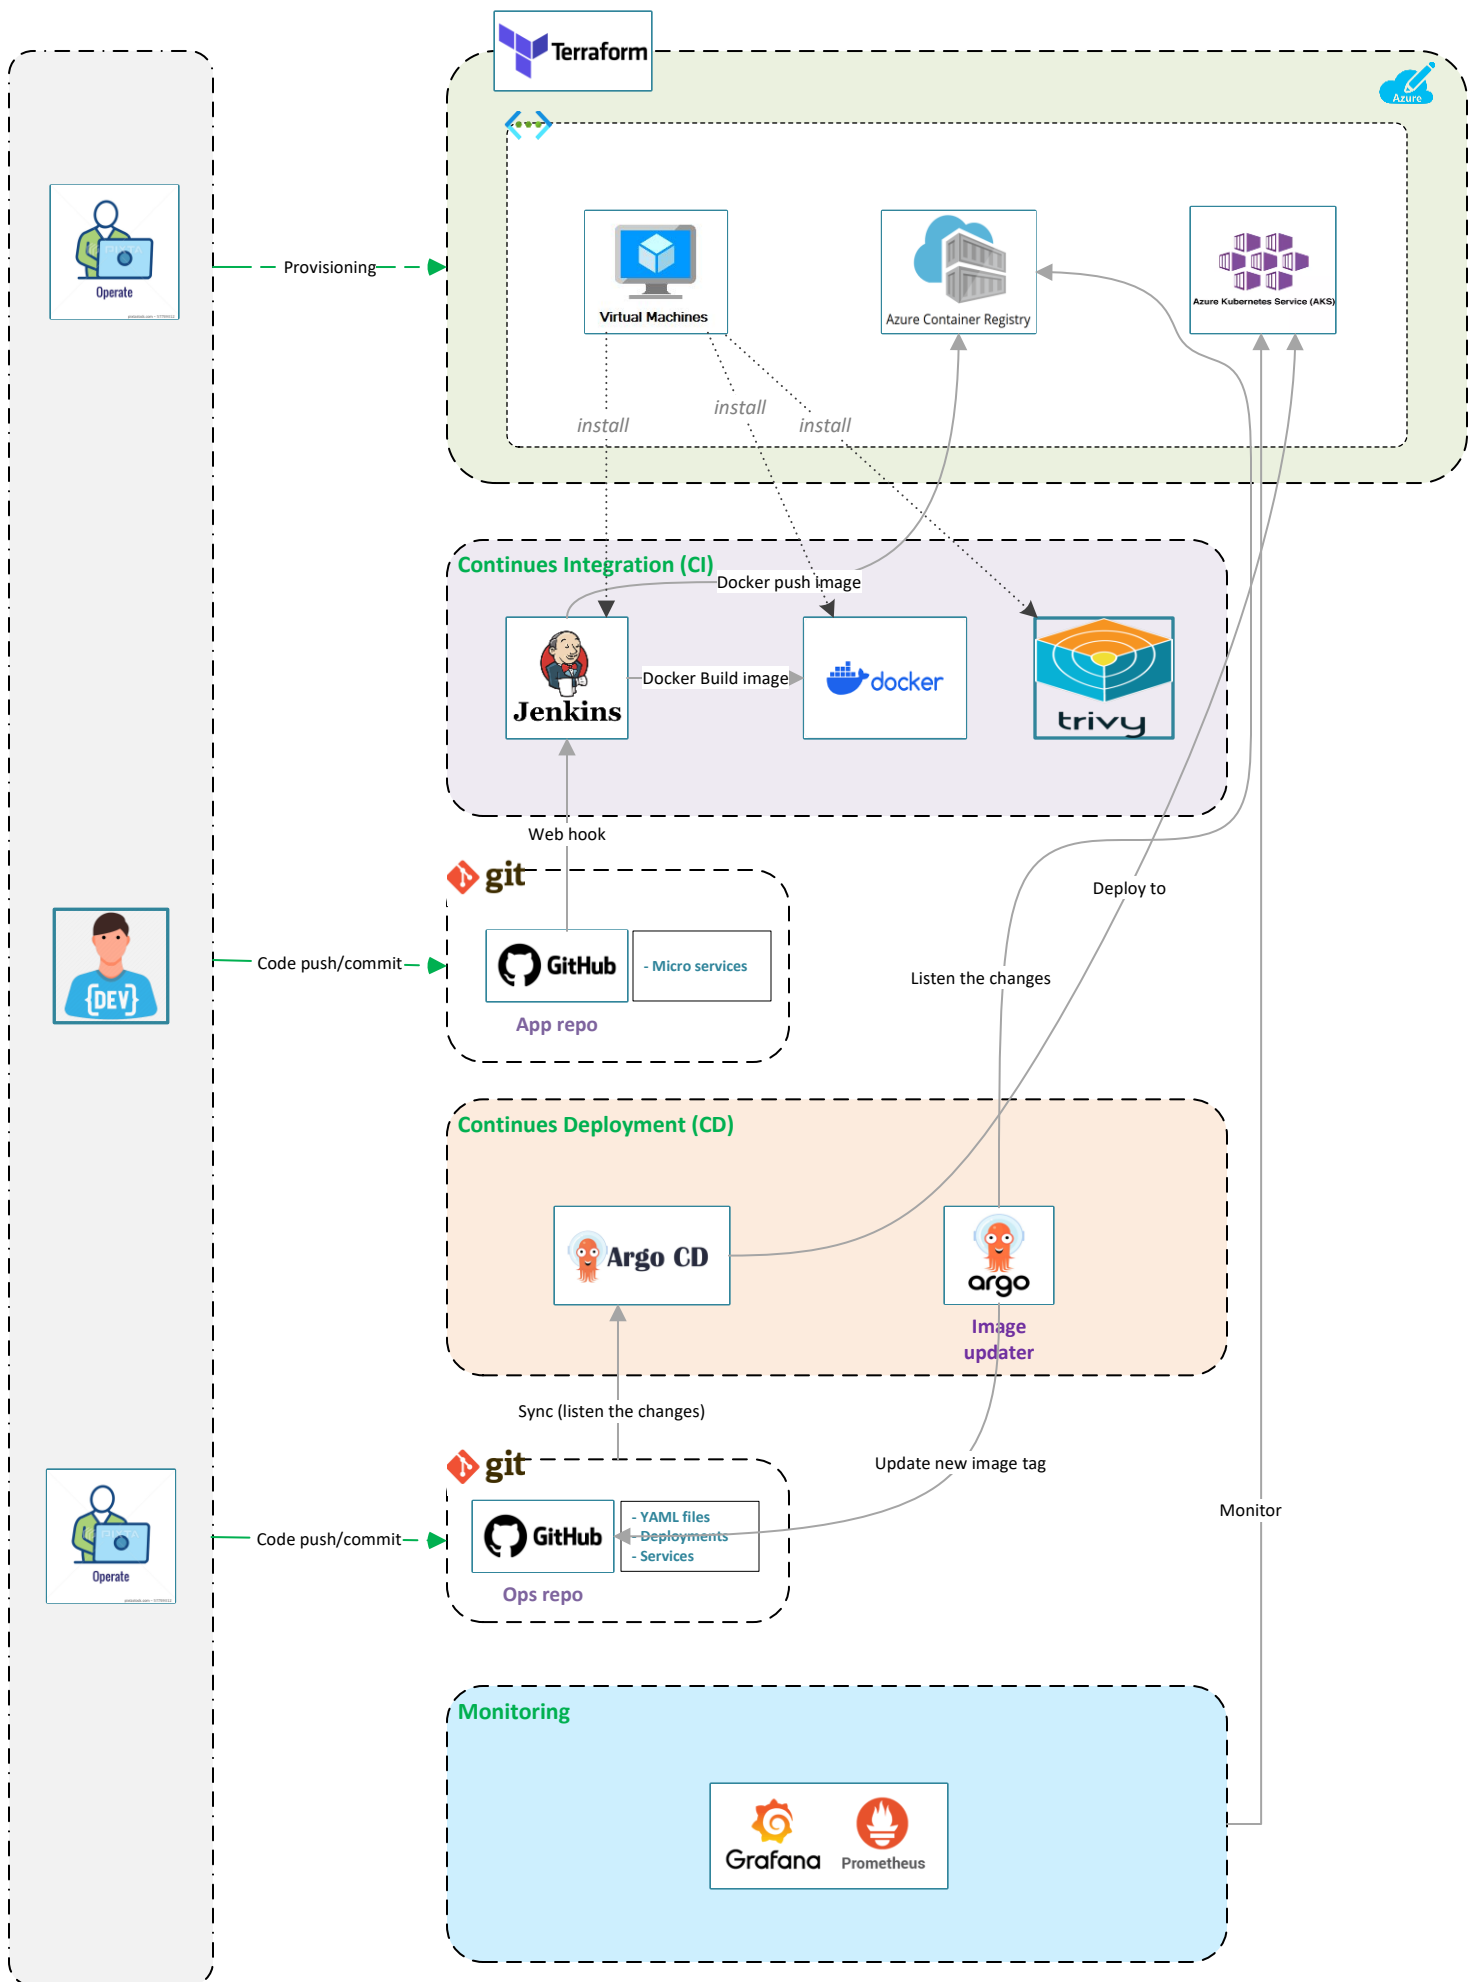 Terraform
Azure
Operate
Provisioning
Virtual Machines
Azure Container Registry
Azure Kubernetes Service (AKS)
install
install
install
Continues Integration (CI)
Docker push image
Jenkins
Docker Build image
docker
trivy
Web hook
git
Deploy to
{DEV}
Code push/commit
GitHub
- Micro services
Listen the changes
App repo
Continues Deployment (CD)
Argo CD
argo
Image
updater
Sync (listen the changes)
git
Update new image tag
Operate
Code push/commit
GitHub
- YAML files
- Deployments
- Services
Monitor
Ops repo
Monitoring
Grafana
Prometheus